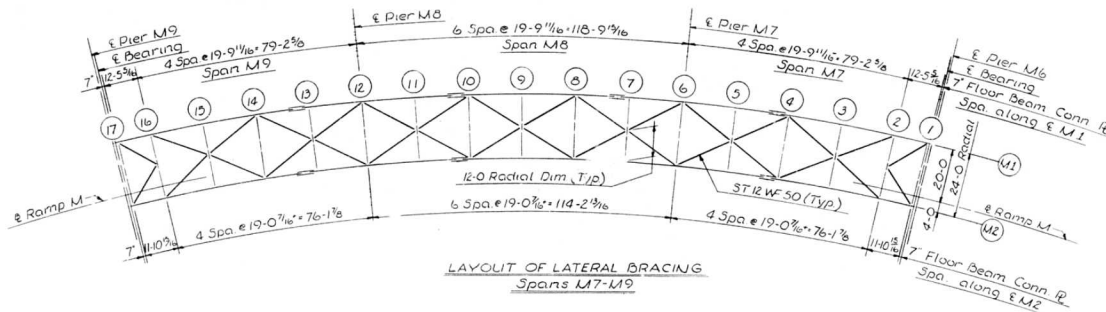 ℄ Pier M9
℄ Bearing
4 Spa. @ 19-9 11/16 = 79-2 5/8
Span M9
7"
12-5 5/16
℄ Pier M8
6 Spa. @ 19-9 11/16 = 118-9 15/16
Span M8
℄ Pier M7
4 Spa. @ 19-9 11/16 = 79-2 5/8
Span M7
12-5 5/16
℄ Pier M6
℄ Bearing
7" Floor Beam Conn. ℔
Spa. along ℄ M1
17
16
15
14
13
12
11
10
9
8
7
6
5
4
3
2
1
M1
20-0
24-0 Radial
4-0
M2
℄ Ramp M
12-0 Radial Dim. (Typ.)
ST 12 WF 50 (Typ.)
℄ Ramp M
7"
11-10 13/16
4 Spa. @ 19-0 7/16" = 76-1 7/8
6 Spa. @ 19-0 7/16" = 114-2 13/16
4 Spa. @ 19-0 7/16" = 76-1 7/8
11-10 13/16
7" Floor Beam Conn. ℔
Spa. along ℄ M2
LAYOUT OF LATERAL BRACING
Spans M7-M9